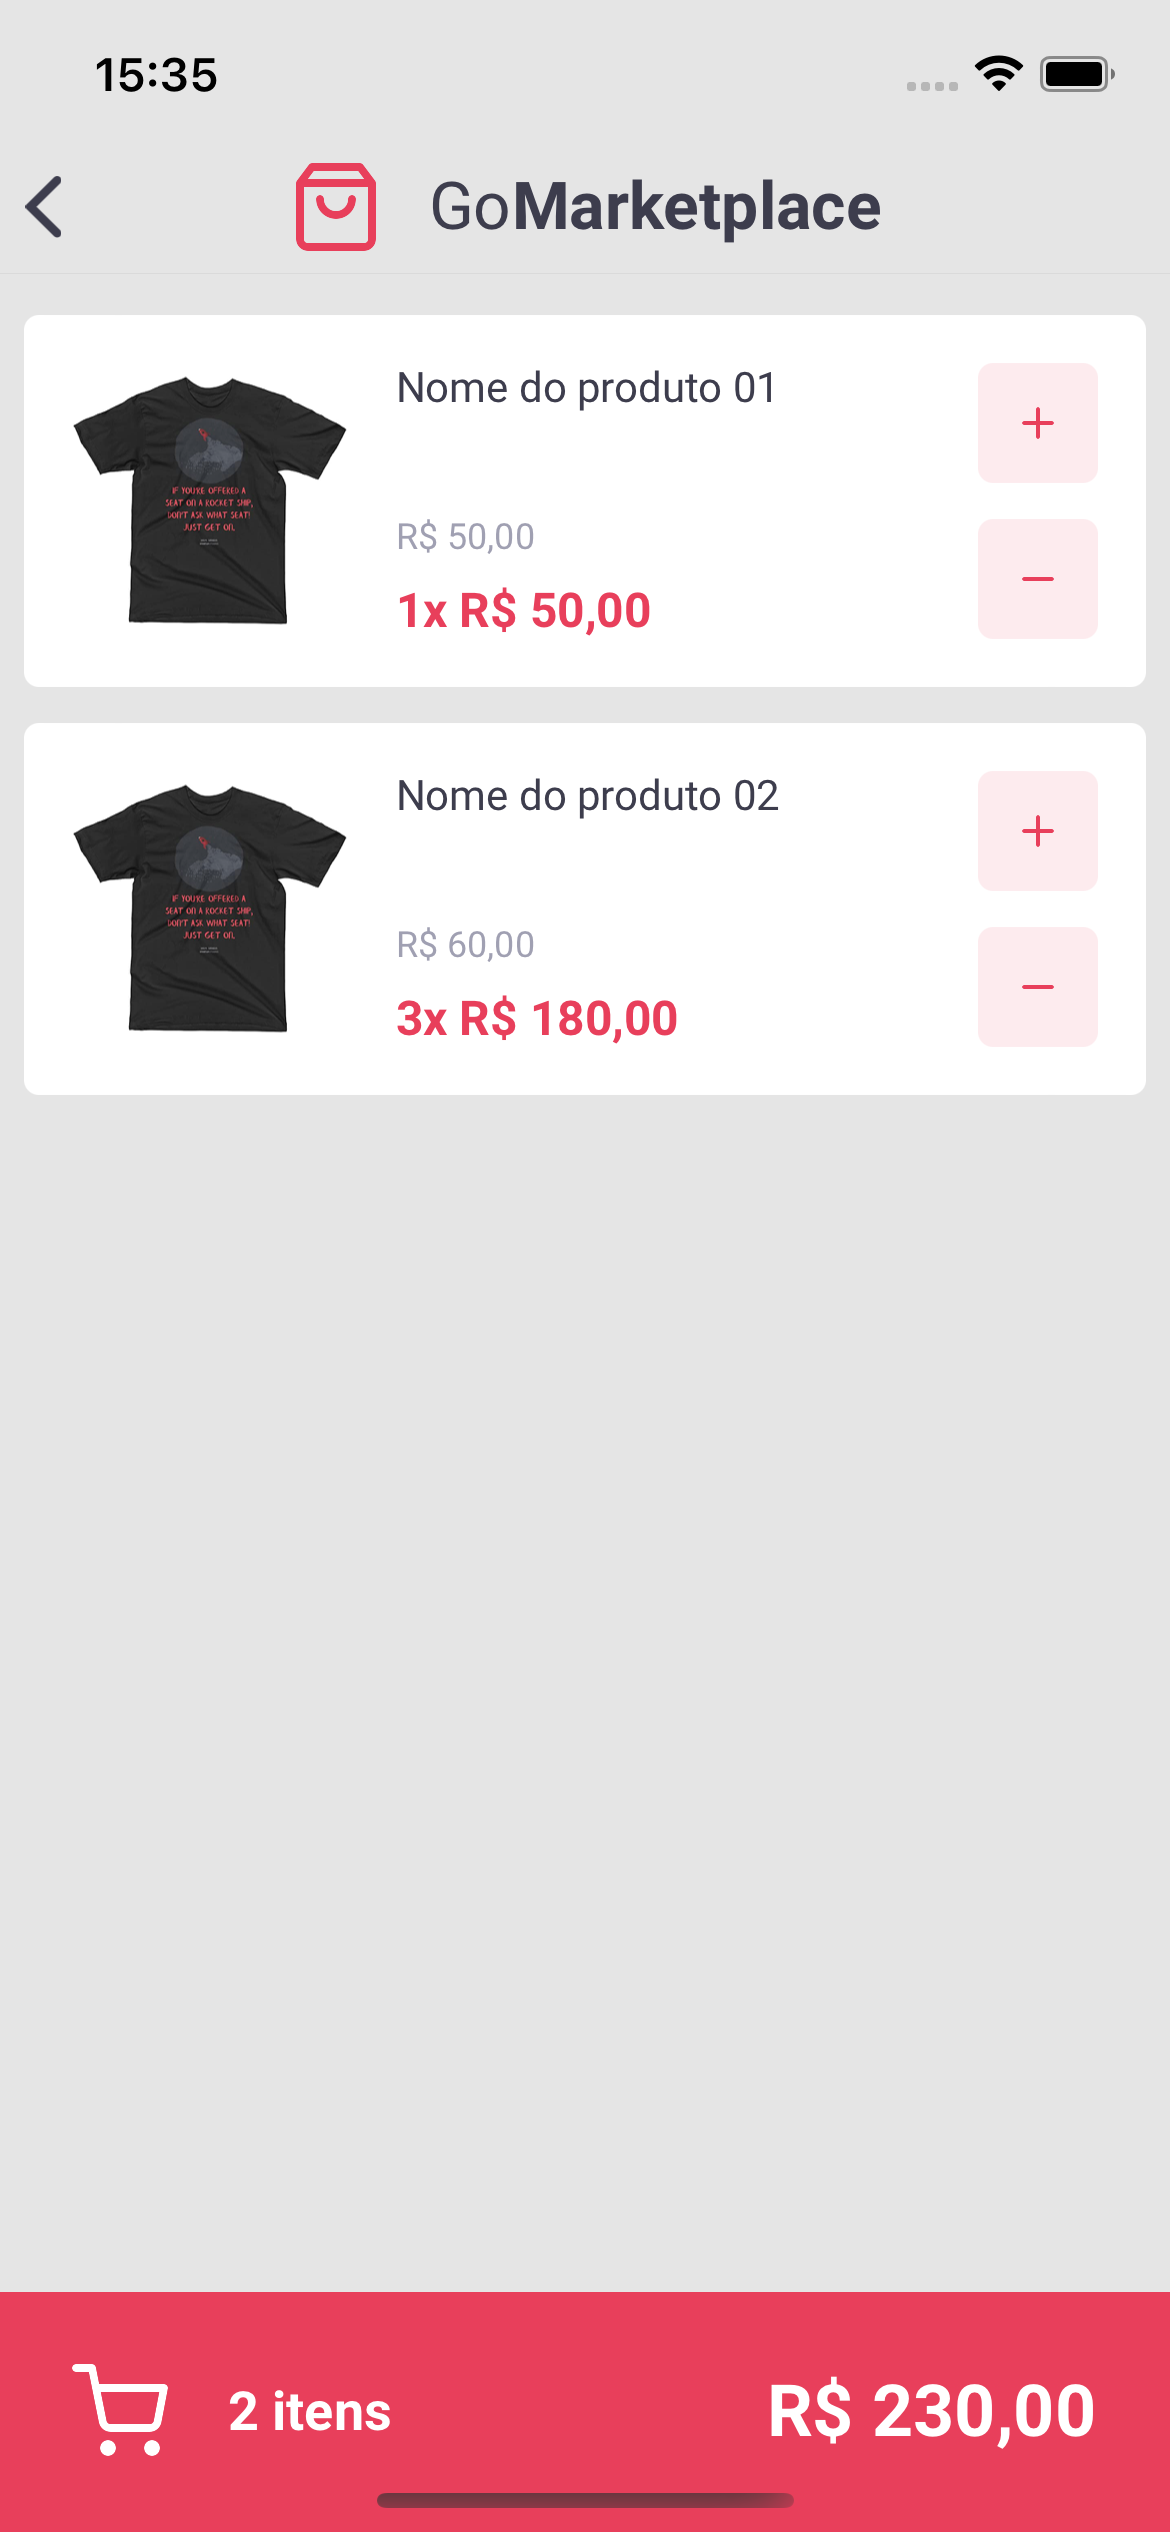 15:35
GoMarketplace
Nome do produto 01
R$ 50,00
1x R$ 50,00
IF YOU'RE OFFERED A
SEAT ON A ROCKET SHIP,
DON'T ASK WHAT SEAT!
JUST GET ON.
Nome do produto 02
R$ 60,00
3x R$ 180,00
IF YOU'RE OFFERED A
SEAT ON A ROCKET SHIP,
DON'T ASK WHAT SEAT!
JUST GET ON.
2 itens
R$ 230,00